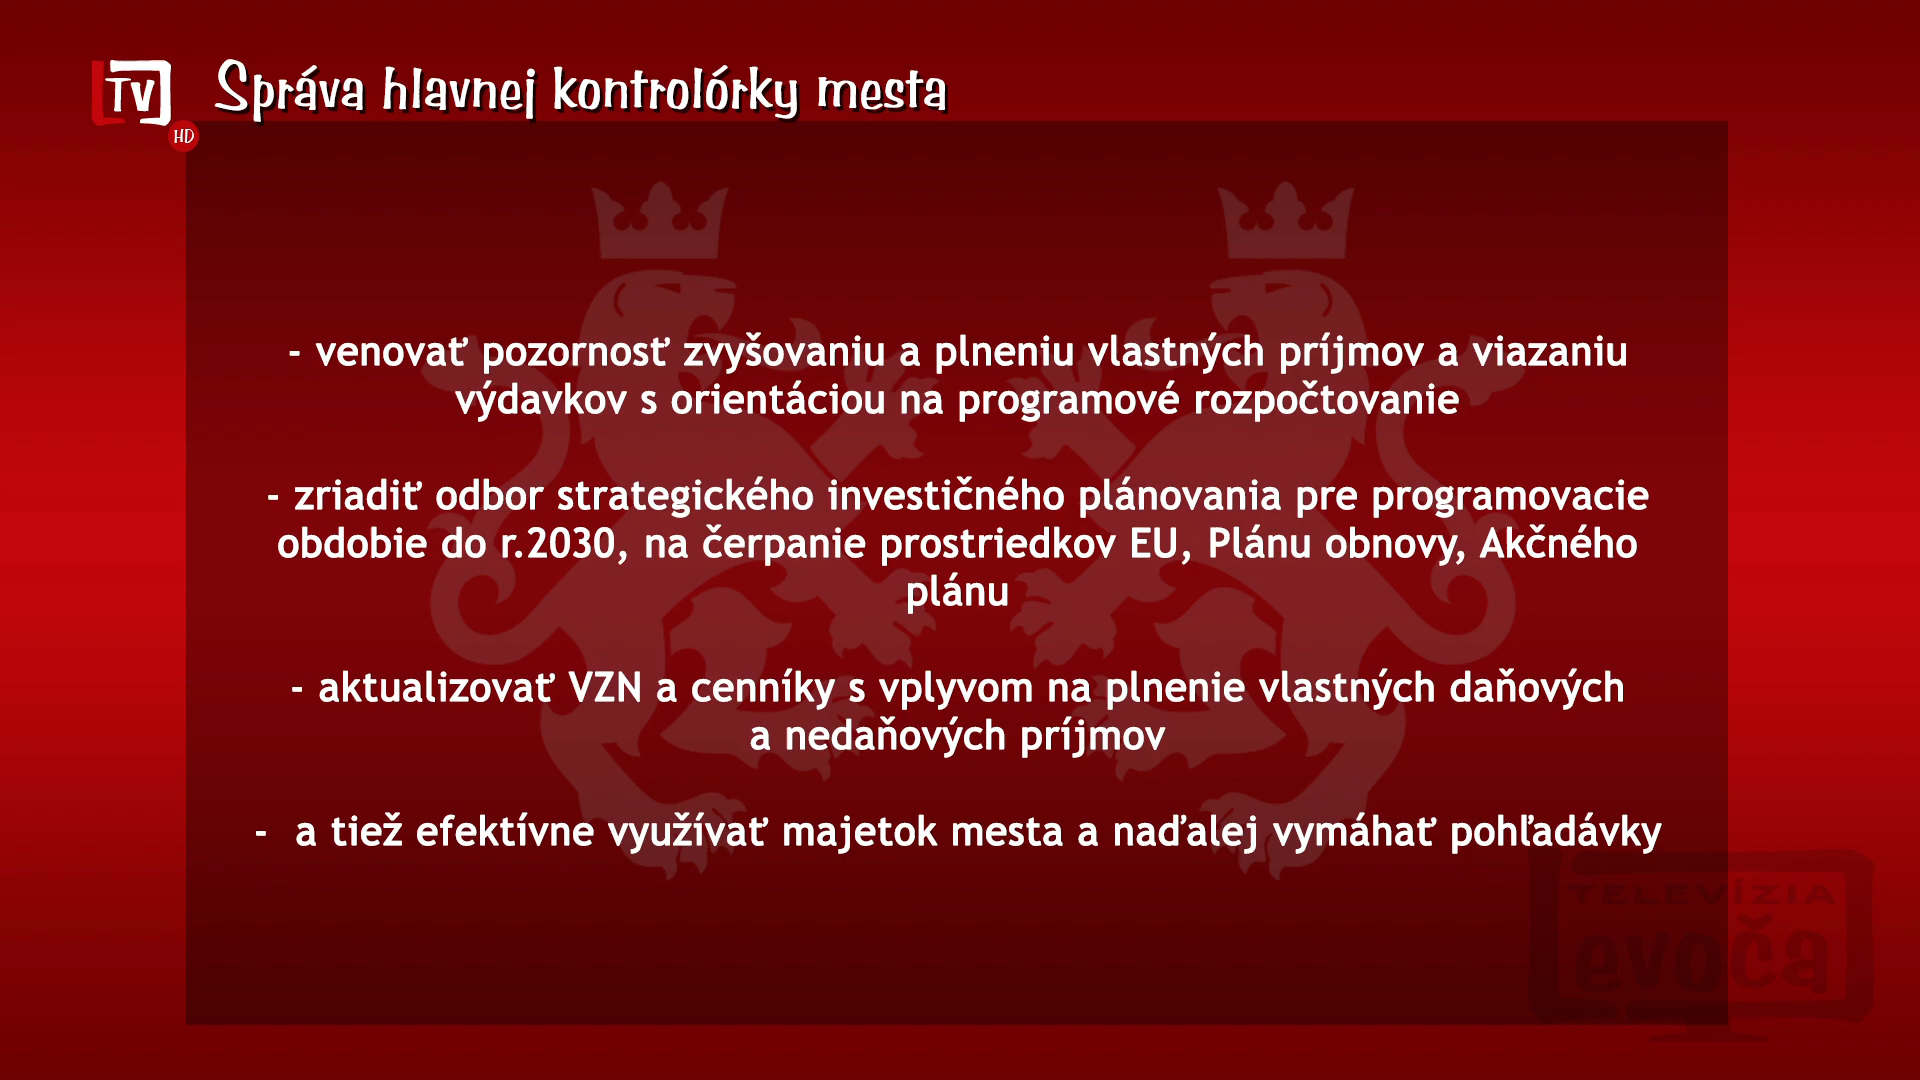 TV
HD
Správa hlavnej kontrolórky mesta
- venovať pozornosť zvyšovaniu a plneniu vlastných príjmov a viazaniu
výdavkov s orientáciou na programové rozpočtovanie
- zriadiť odbor strategického investičného plánovania pre programovacie
obdobie do r.2030, na čerpanie prostriedkov EU, Plánu obnovy, Akčného
plánu
- aktualizovať VZN a cenníky s vplyvom na plnenie vlastných daňových
a nedaňových príjmov
-  a tiež efektívne využívať majetok mesta a naďalej vymáhať pohľadávky
TELEVÍZIA
evoča